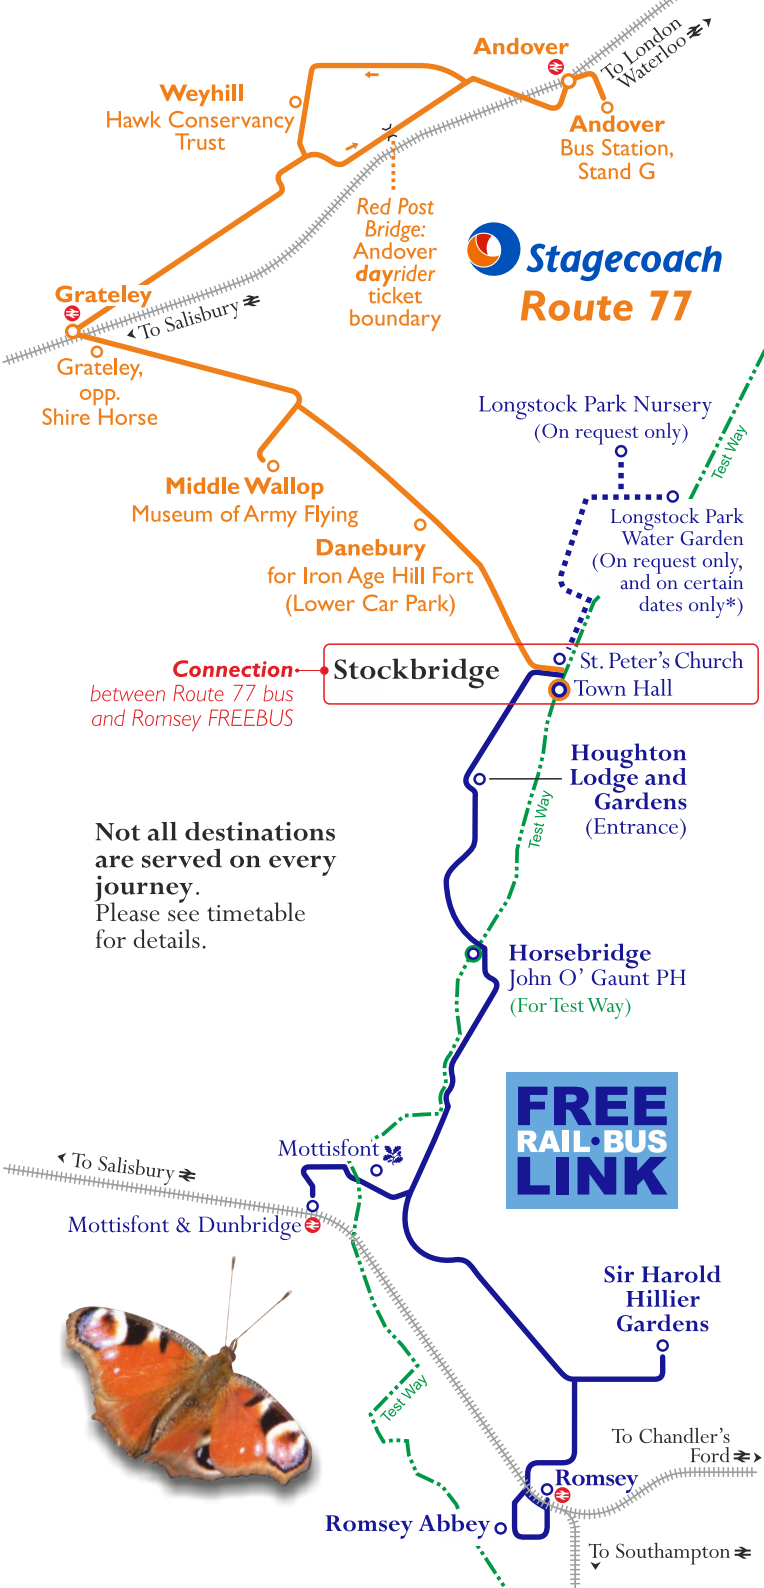 Andover
To London
Waterloo
Weyhill
Hawk Conservancy
Trust
Andover
Bus Station,
Stand G
Red Post
Bridge:
Andover
dayrider
ticket
boundary
Stagecoach
Route 77
Grateley
To Salisbury
Grateley,
opp.
Shire Horse
Longstock Park Nursery
(On request only)
Test Way
Middle Wallop
Museum of Army Flying
Longstock Park
Water Garden
(On request only,
and on certain
dates only*)
Danebury
for Iron Age Hill Fort
(Lower Car Park)
Connection
between Route 77 bus
and Romsey FREEBUS
Stockbridge
St. Peter's Church
Town Hall
Houghton
Lodge and
Gardens
(Entrance)
Test Way
Not all destinations
are served on every
journey.
Please see timetable
for details.
Horsebridge
John O' Gaunt PH
(For Test Way)
FREE
RAIL•BUS
LINK
Mottisfont
To Salisbury
Mottisfont & Dunbridge
Sir Harold
Hillier
Gardens
Test Way
To Chandler's
Ford
Romsey
Romsey Abbey
To Southampton